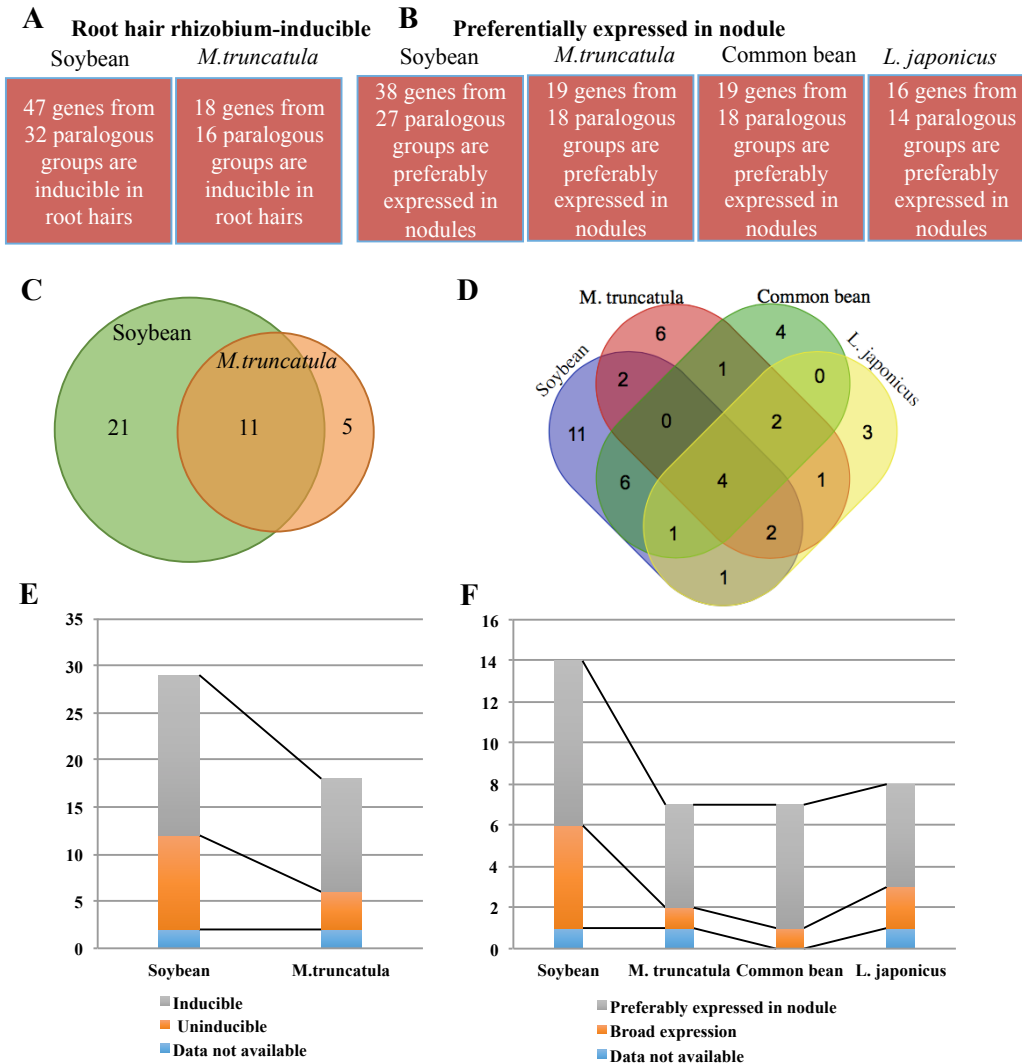 A
Root hair rhizobium-inducible
Soybean
M.truncatula
47 genes from
32 paralogous
groups are
inducible in
root hairs
18 genes from
16 paralogous
groups are
inducible in
root hairs
B
Preferentially expressed in nodule
Soybean
M.truncatula
Common bean
L. japonicus
38 genes from
27 paralogous
groups are
preferably
expressed in
nodules
19 genes from
18 paralogous
groups are
preferably
expressed in
nodules
19 genes from
18 paralogous
groups are
preferably
expressed in
nodules
16 genes from
14 paralogous
groups are
preferably
expressed in
nodules
C
Soybean
M.truncatula
21
11
5
D
M. truncatula
Common bean
Soybean
L. japonicus
6
4
2
1
0
11
0
2
3
6
4
1
1
2
1
E
35
30
25
20
15
10
5
0
Soybean
M.truncatula
Inducible
Uninducible
Data not available
F
16
14
12
10
8
6
4
2
0
Soybean
M. truncatula
Common bean
L. japonicus
Preferably expressed in nodule
Broad expression
Data not available